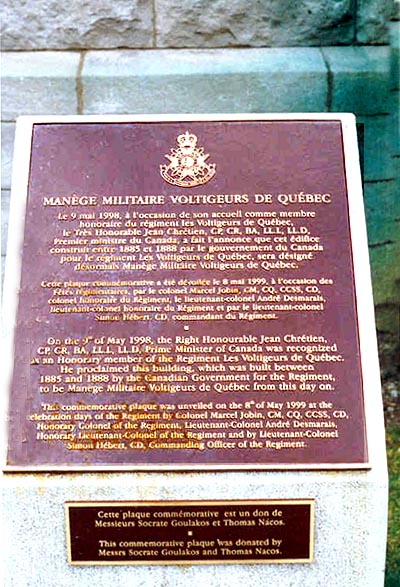 MANÈGE MILITAIRE VOLTIGEURS DE QUÉBEC
Le 9 mai 1998, à l'occasion de son accueil comme membre
honoraire du régiment les Voltigeurs de Québec,
le Très Honorable Jean Chrétien, CP, CR, BA, LL.L, LL.D,
Premier ministre du Canada, a fait l'annonce que cet édifice
construit entre 1885 et 1888 par le gouvernement du Canada
pour le régiment Les Voltigeurs de Québec, sera désigné
désormais Manège Militaire Voltigeurs de Québec.
Cette plaque commémorative a été dévoilée le 8 mai 1999, à l'occasion des
Fêtes régimentaires, par le colonel Marcel Jobin, CM, CQ, CCSS, CD,
colonel honoraire du Régiment, le lieutenant-colonel André Desmarais,
lieutenant-colonel honoraire du Régiment et par le lieutenant-colonel
Simon Hébert, CD, commandant du Régiment.
On the 9th of May 1998, the Right Honourable Jean Chrétien,
CP, CR, BA, LL.L, LL.D, Prime Minister of Canada was recognized
as an Honorary member of the Regiment Les Voltigeurs de Québec.
He proclaimed this building, which was built between
1885 and 1888 by the Canadian Government for the Regiment,
to be Manège Militaire Voltigeurs de Québec from this day on.
This commemorative plaque was unveiled on the 8th of May 1999 at the
celebration days of the Regiment by Colonel Marcel Jobin, CM, CQ, CCSS, CD,
Honorary Colonel of the Regiment, Lieutenant-Colonel André Desmarais,
Honorary Lieutenant-Colonel of the Regiment and by Lieutenant-Colonel
Simon Hébert, CD, Commanding Officer of the Regiment.
Cette plaque commémorative est un don de
Messieurs Socrate Goulakos et Thomas Nacos.
This commemorative plaque was donated by
Messrs Socrate Goulakos and Thomas Nacos.